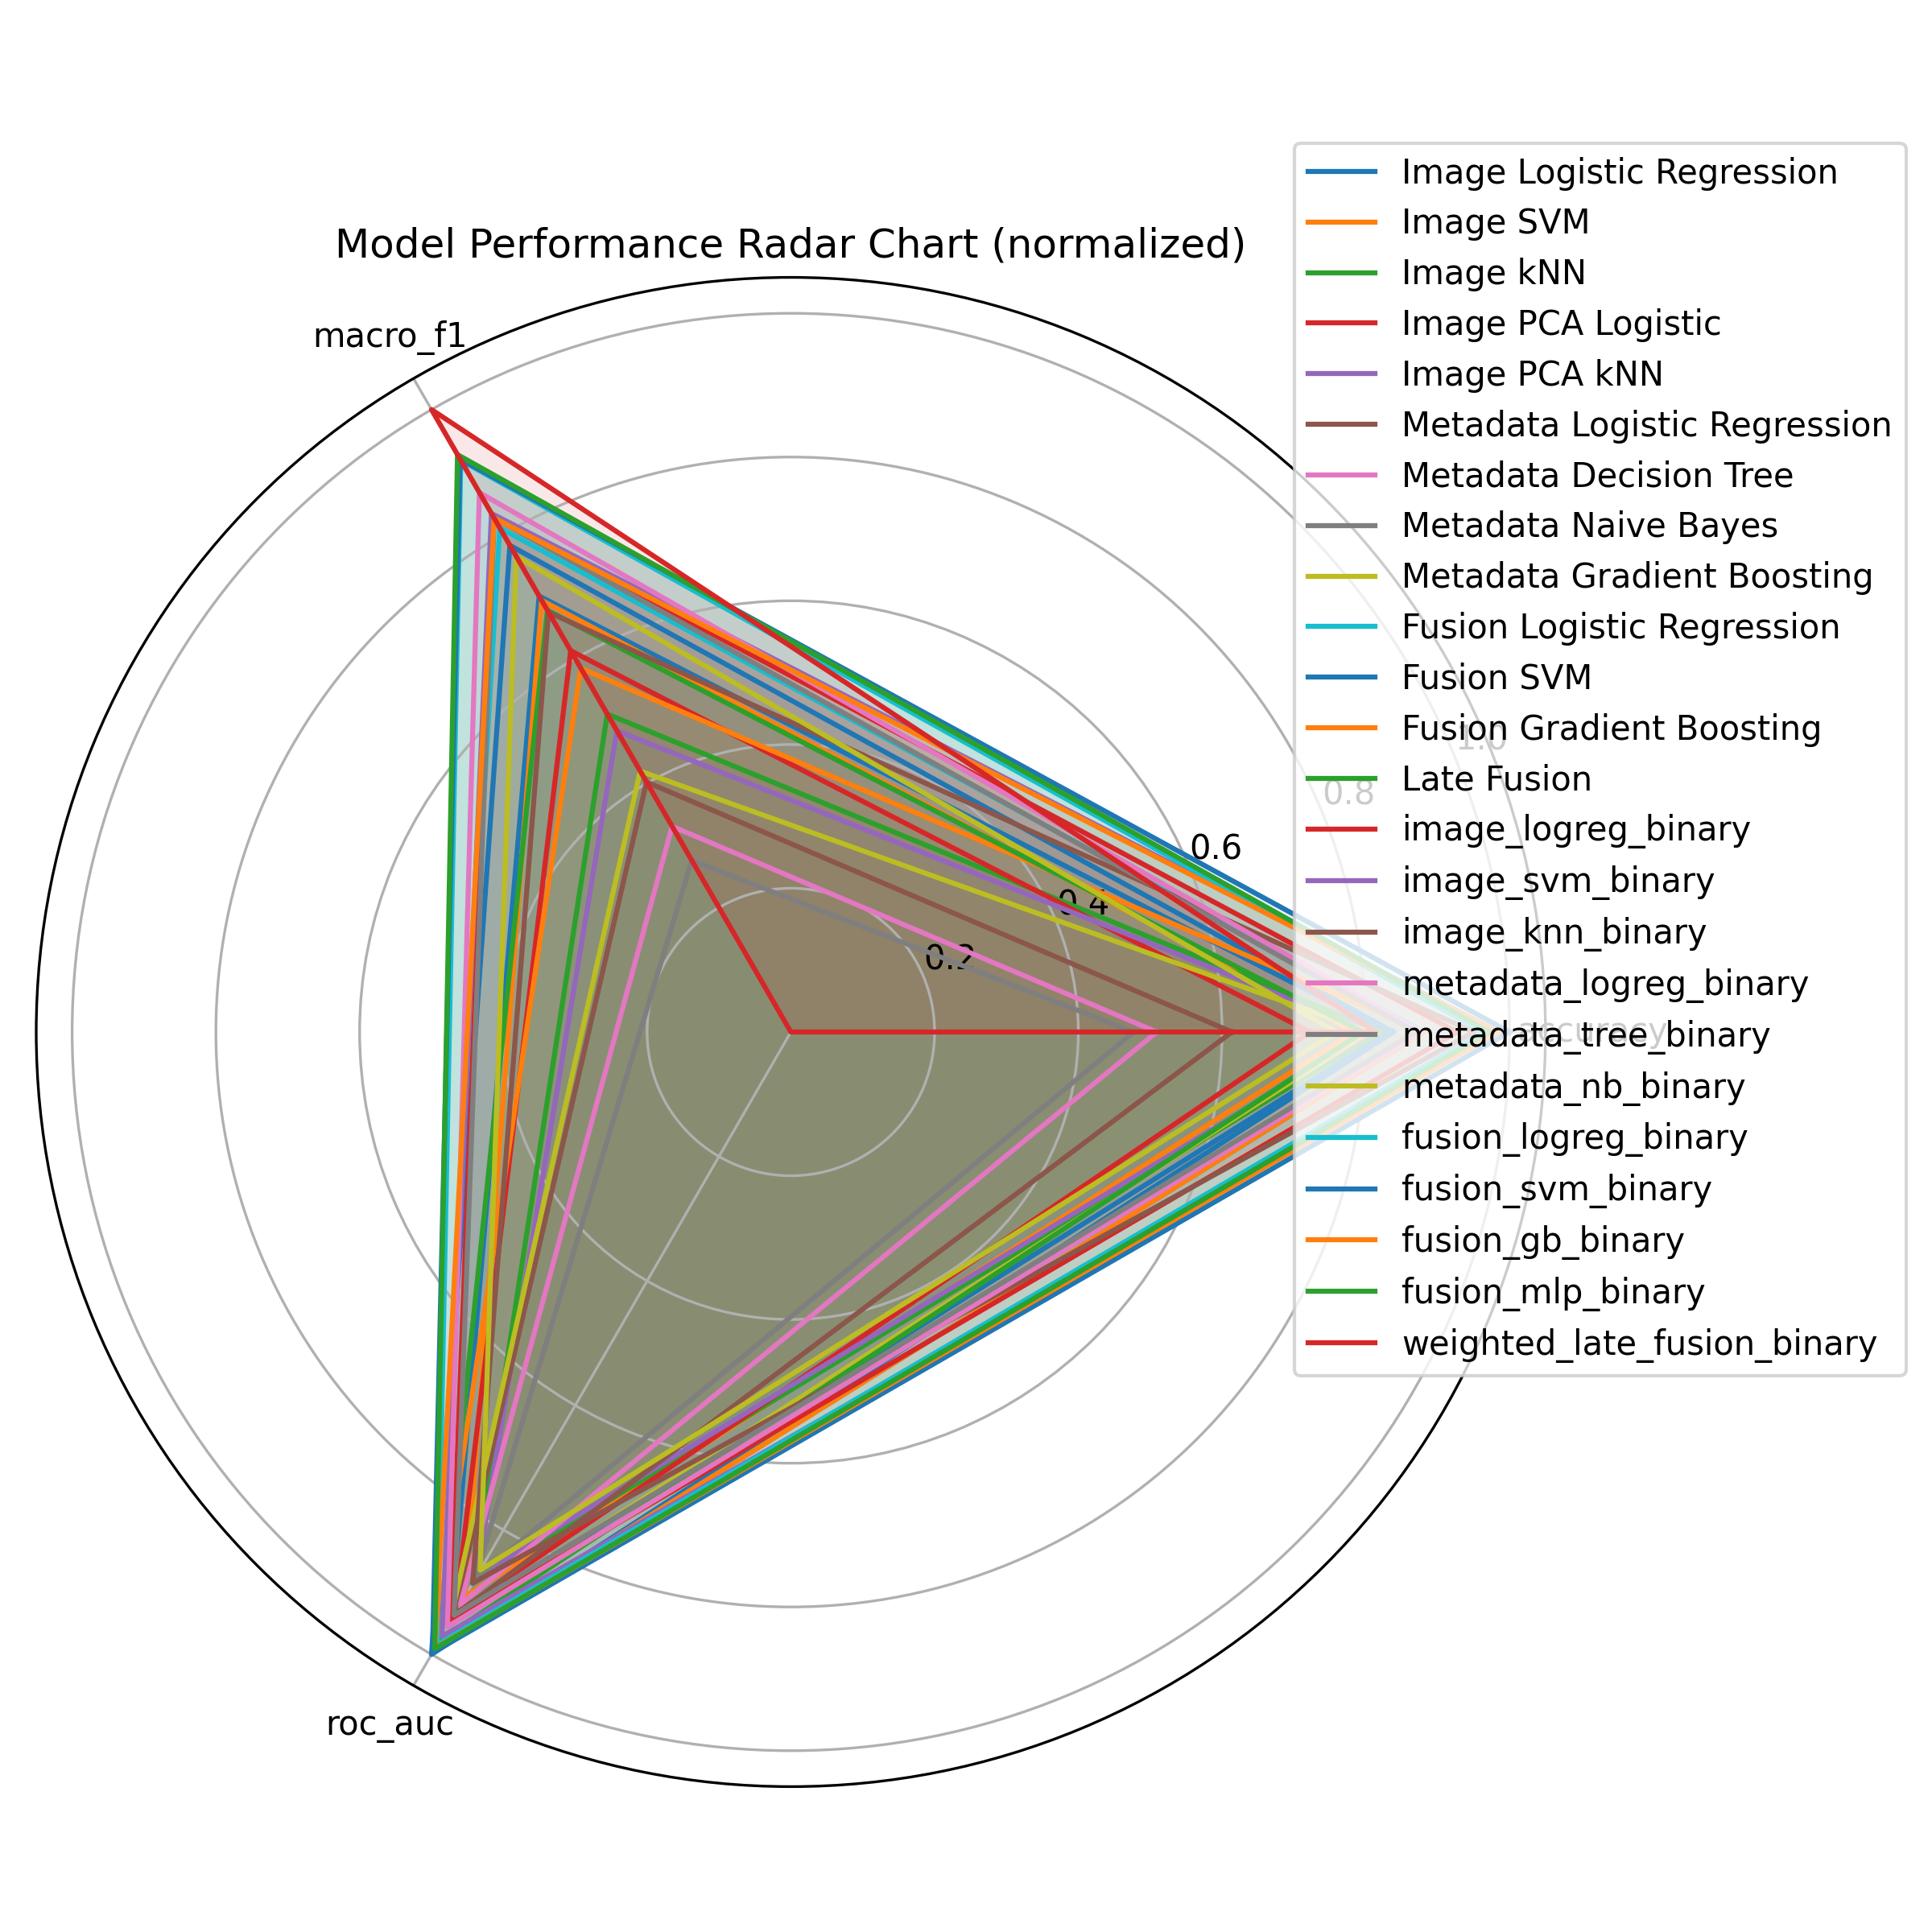 Model Performance Radar Chart (normalized)
macro_f1
roc_auc
accuracy
0.2
0.4
0.6
0.8
1.0
Image Logistic Regression
Image SVM
Image kNN
Image PCA Logistic
Image PCA kNN
Metadata Logistic Regression
Metadata Decision Tree
Metadata Naive Bayes
Metadata Gradient Boosting
Fusion Logistic Regression
Fusion SVM
Fusion Gradient Boosting
Late Fusion
image_logreg_binary
image_svm_binary
image_knn_binary
metadata_logreg_binary
metadata_tree_binary
metadata_nb_binary
fusion_logreg_binary
fusion_svm_binary
fusion_gb_binary
fusion_mlp_binary
weighted_late_fusion_binary